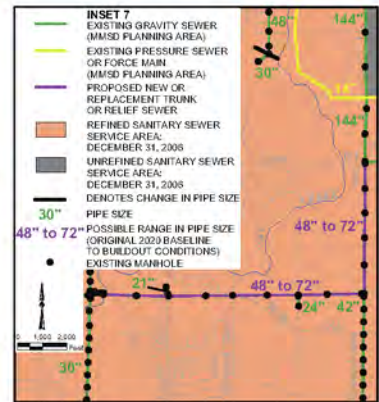 INSET 7
EXISTING GRAVITY SEWER
(MMSD PLANNING AREA)
EXISTING PRESSURE SEWER
OR FORCE MAIN
(MMSD PLANNING AREA)
PROPOSED NEW OR
REPLACEMENT TRUNK
OR RELIEF SEWER
REFINED SANITARY SEWER
SERVICE AREA:
DECEMBER 31, 2006
UNREFINED SANITARY SEWER
SERVICE AREA:
DECEMBER 31, 2006
DENOTES CHANGE IN PIPE SIZE
30" PIPE SIZE
48" to 72" POSSIBLE RANGE IN PIPE SIZE
(ORIGINAL 2020 BASELINE
TO BUILDOUT CONDITIONS)
EXISTING MANHOLE
0 1,000 2,000
Feet
48"
30"
144"
144"
48" to 72"
21"
48" to 72"
24"
42"
36"